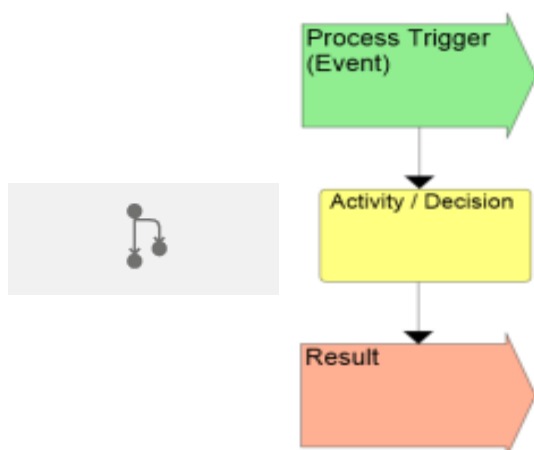 Process Trigger
(Event)
Activity / Decision
Result